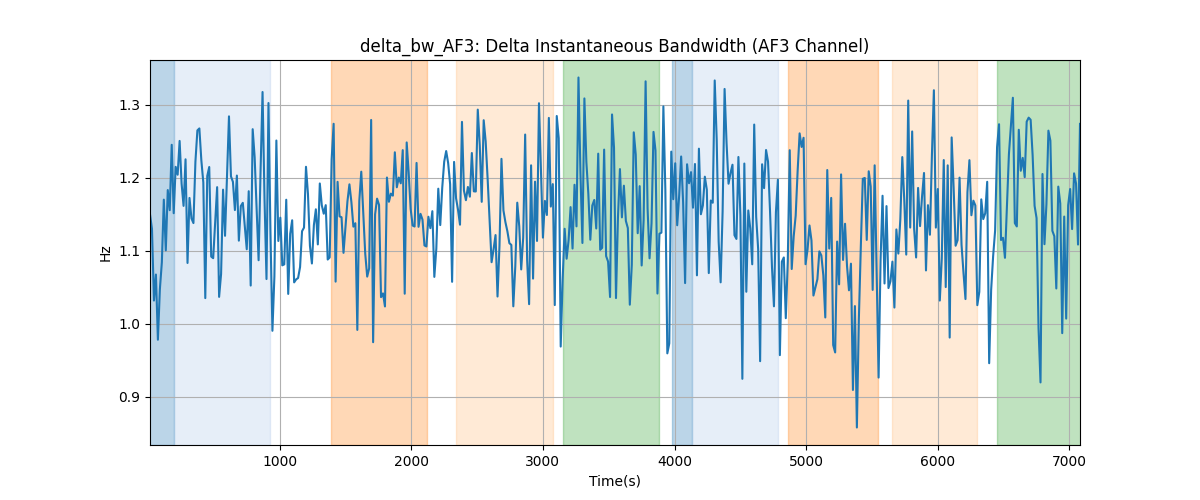 delta_bw_AF3: Delta Instantaneous Bandwidth (AF3 Channel)
1.3
1.2
1.1
1.0
0.9
Hz
1000 2000 3000 4000 5000 6000 7000
Time(s)